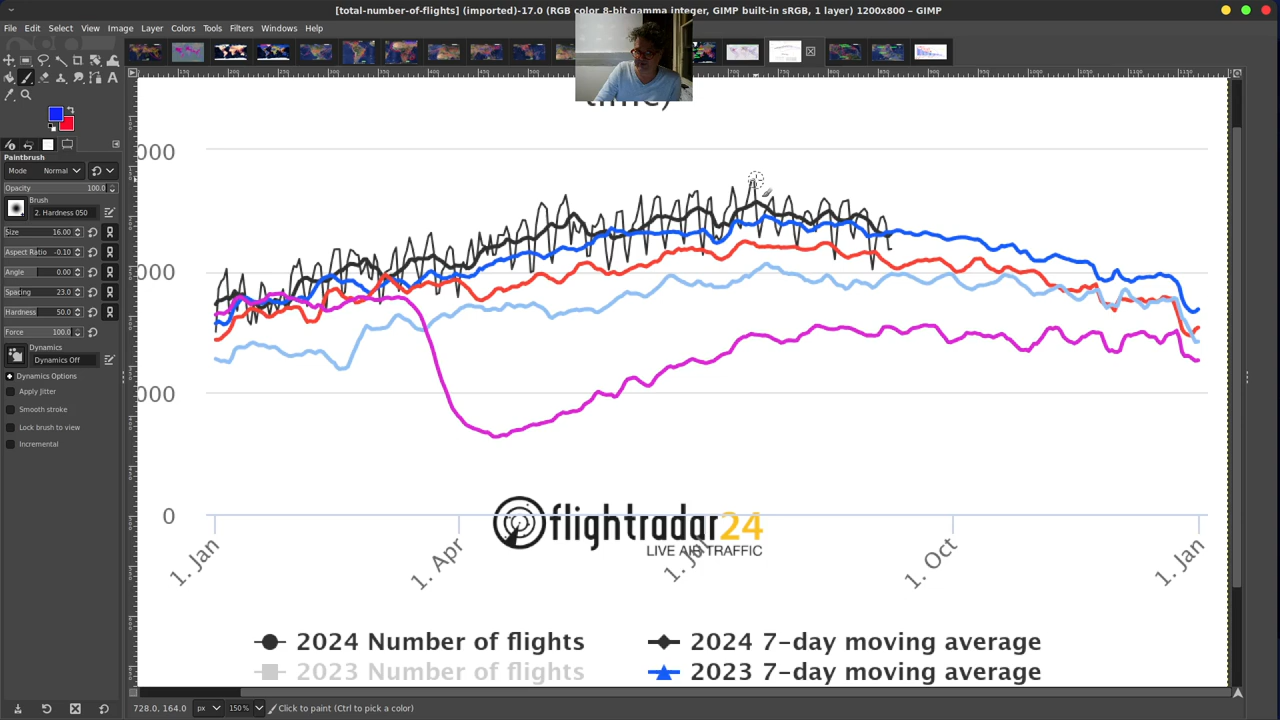 [total-number-of-flights] (imported)-17.0 (RGB color 8-bit gamma integer, GIMP built-in sRGB, 1 layer) 1200x800 – GIMP
File Edit Select View Image Layer Colors Tools Filters Windows Help
Paintbrush
Mode Normal
Opacity 100.0
Brush
2. Hardness 050
Size 16.00
Aspect Ratio -0.10
Angle 0.00
Spacing 23.0
Hardness 50.0
Force 100.0
Dynamics
Dynamics Off
Dynamics Options
Apply Jitter
Smooth stroke
Lock brush to view
Incremental
time)
000
000
000
0
1. Jan
1. Apr
1. Jul
1. Oct
1. Jan
flightradar24
LIVE AIR TRAFFIC
2024 Number of flights
2024 7-day moving average
2023 Number of flights
2023 7-day moving average
728.0, 164.0 px 150% Click to paint (Ctrl to pick a color)